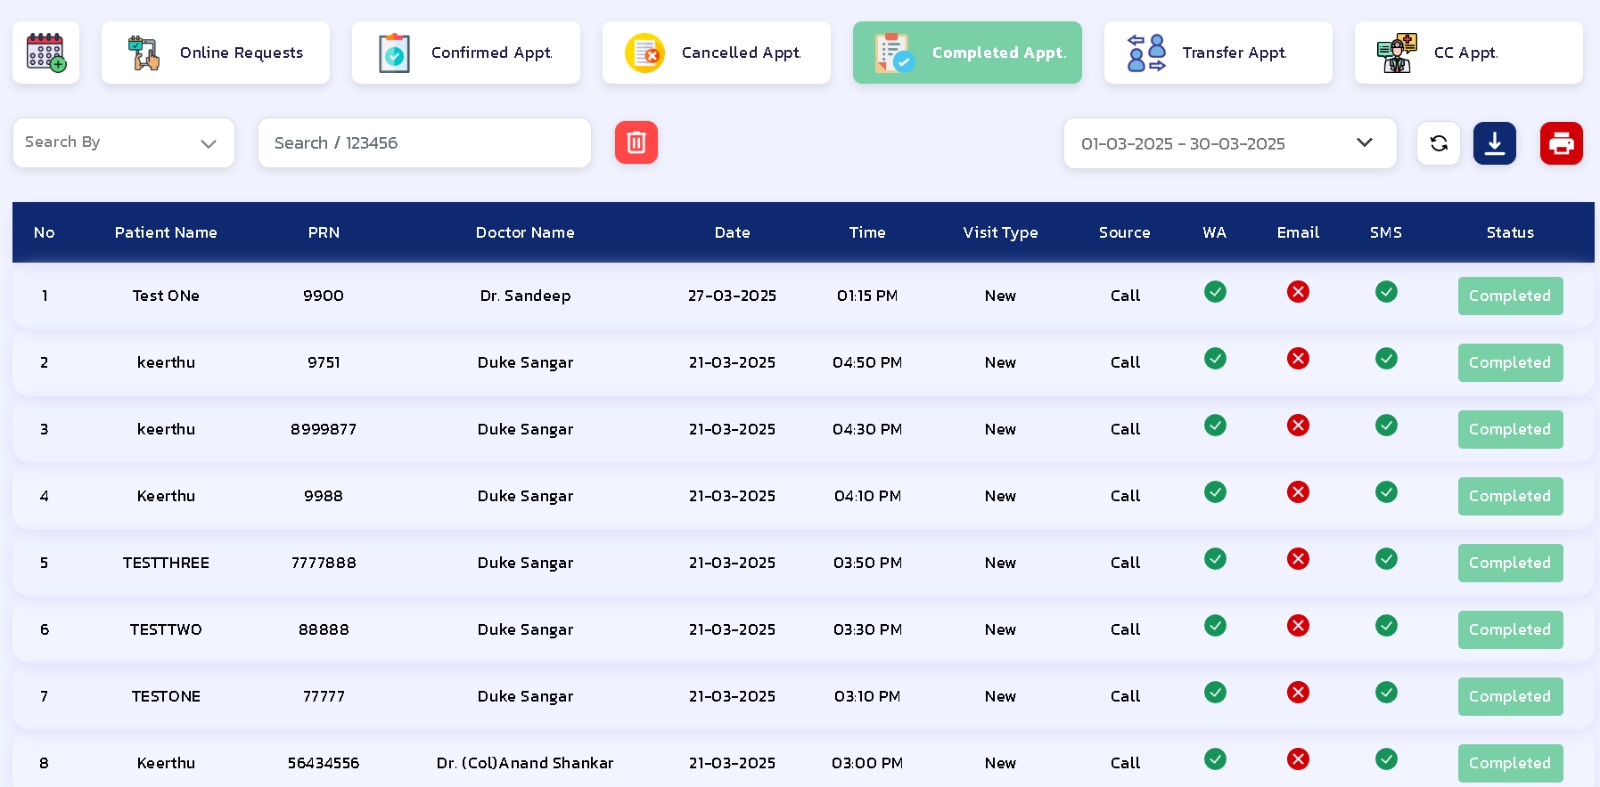 Online Requests Confirmed Appt. Cancelled Appt. Completed Appt. Transfer Appt. CC Appt.
Search By Search / 123456 01-03-2025 - 30-03-2025
No Patient Name PRN Doctor Name Date Time Visit Type Source WA Email SMS Status
1 Test ONe 9900 Dr. Sandeep 27-03-2025 01:15 PM New Call Completed
2 keerthu 9751 Duke Sangar 21-03-2025 04:50 PM New Call Completed
3 keerthu 8999877 Duke Sangar 21-03-2025 04:30 PM New Call Completed
4 Keerthu 9988 Duke Sangar 21-03-2025 04:10 PM New Call Completed
5 TESTTHREE 7777888 Duke Sangar 21-03-2025 03:50 PM New Call Completed
6 TESTTWO 88888 Duke Sangar 21-03-2025 03:30 PM New Call Completed
7 TESTONE 77777 Duke Sangar 21-03-2025 03:10 PM New Call Completed
8 Keerthu 56434556 Dr. (Col)Anand Shankar 21-03-2025 03:00 PM New Call Completed